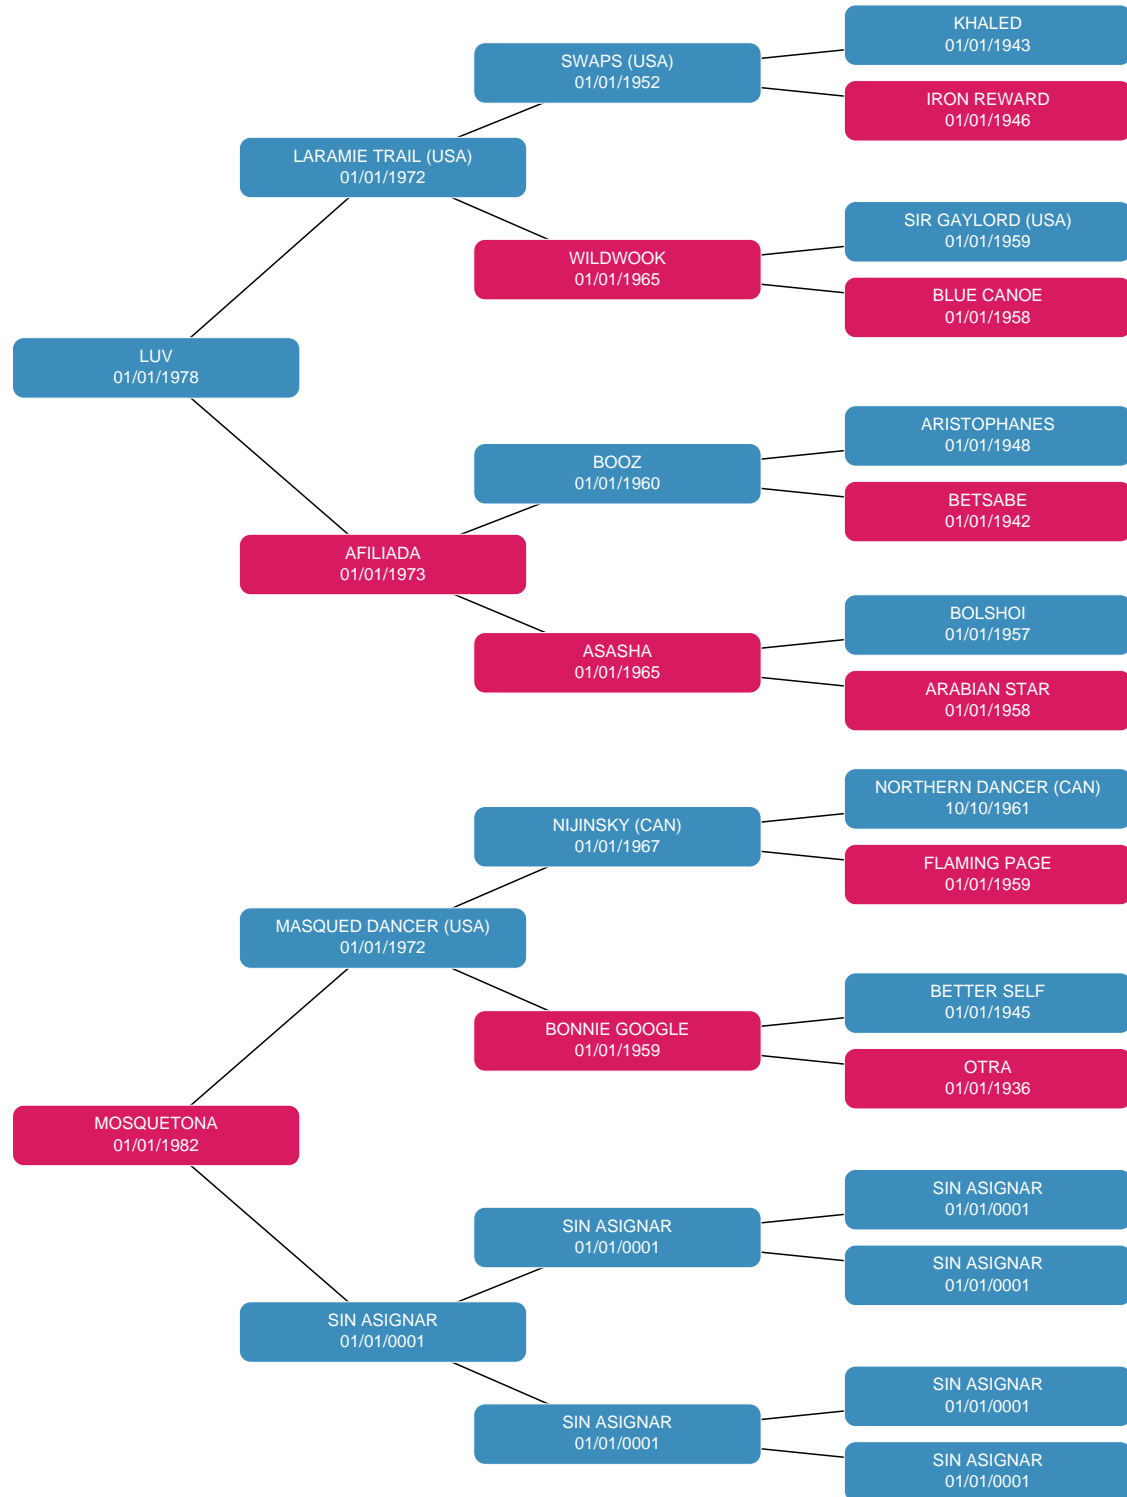 KHALED
01/01/1943
SWAPS (USA)
01/01/1952
IRON REWARD
01/01/1946
LARAMIE TRAIL (USA)
01/01/1972
SIR GAYLORD (USA)
01/01/1959
WILDWOOK
01/01/1965
BLUE CANOE
01/01/1958
LUV
01/01/1978
ARISTOPHANES
01/01/1948
BOOZ
01/01/1960
BETSABE
01/01/1942
AFILIADA
01/01/1973
BOLSHOI
01/01/1957
ASASHA
01/01/1965
ARABIAN STAR
01/01/1958
NORTHERN DANCER (CAN)
10/10/1961
NIJINSKY (CAN)
01/01/1967
FLAMING PAGE
01/01/1959
MASQUED DANCER (USA)
01/01/1972
BETTER SELF
01/01/1945
BONNIE GOOGLE
01/01/1959
OTRA
01/01/1936
MOSQUETONA
01/01/1982
SIN ASIGNAR
01/01/0001
SIN ASIGNAR
01/01/0001
SIN ASIGNAR
01/01/0001
SIN ASIGNAR
01/01/0001
SIN ASIGNAR
01/01/0001
SIN ASIGNAR
01/01/0001
SIN ASIGNAR
01/01/0001